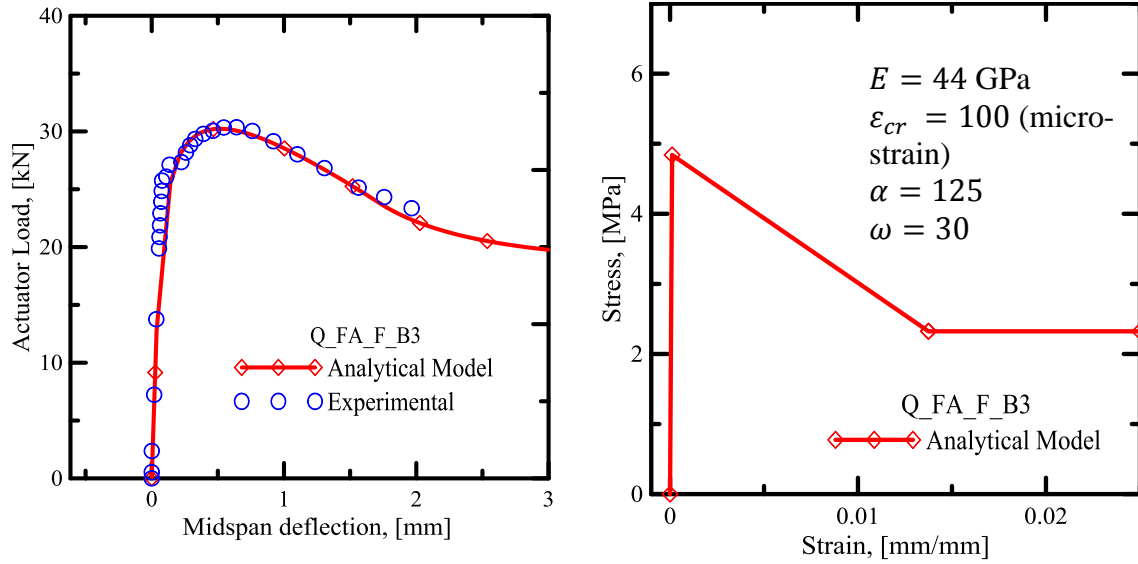 40
30
20
10
0
Actuator Load, [kN]
0
1
2
3
Midspan deflection, [mm]
Q_FA_F_B3
Analytical Model
Experimental
6
4
2
0
Stress, [MPa]
0
0.01
0.02
Strain, [mm/mm]
E = 44 GPa
ε_cr = 100 (micro-
strain)
α = 125
ω = 30
Q_FA_F_B3
Analytical Model